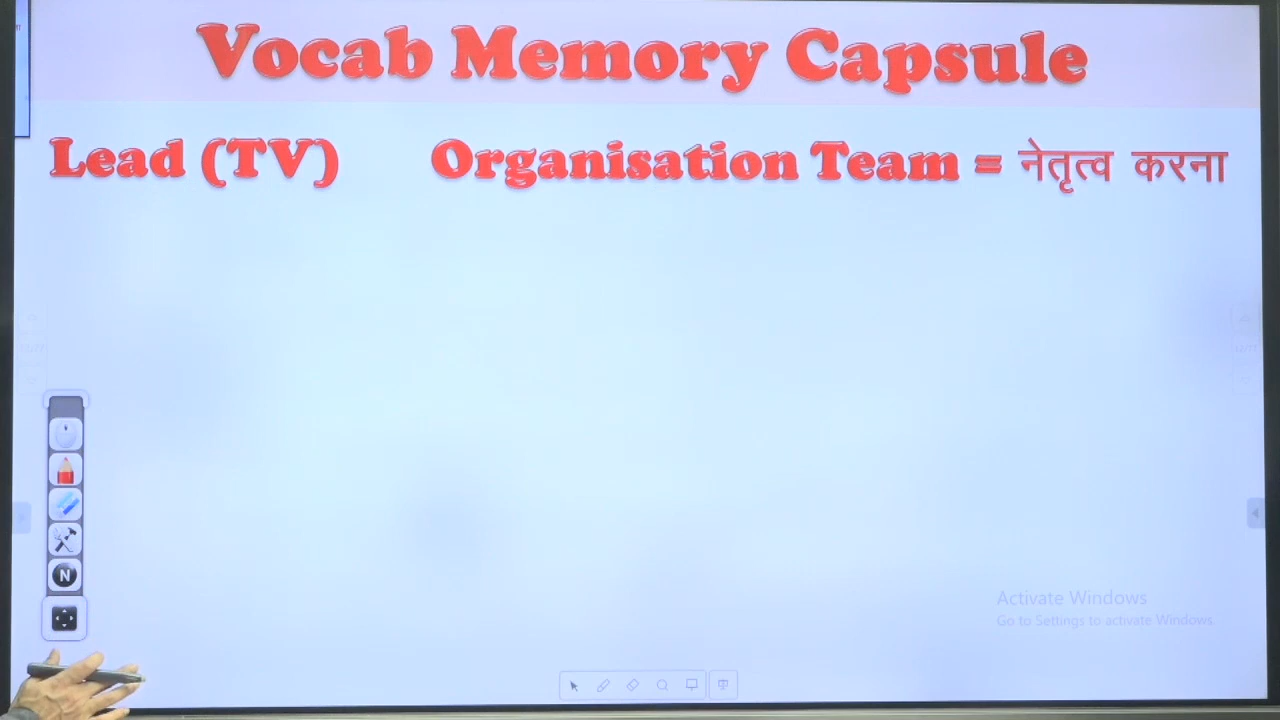 Vocab Memory Capsule
Lead (TV) Organisation Team = नेतृत्व करना
N
Activate Windows
Go to Settings to activate Windows.